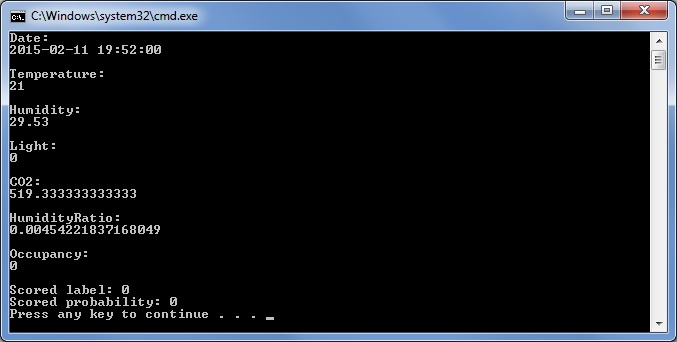 C:\Windows\system32\cmd.exe
Date:
2015-02-11 19:52:00
Temperature:
21
Humidity:
29.53
Light:
0
CO2:
519.333333333333
HumidityRatio:
0.00454221837168049
Occupancy:
0
Scored label: 0
Scored probability: 0
Press any key to continue . . . _